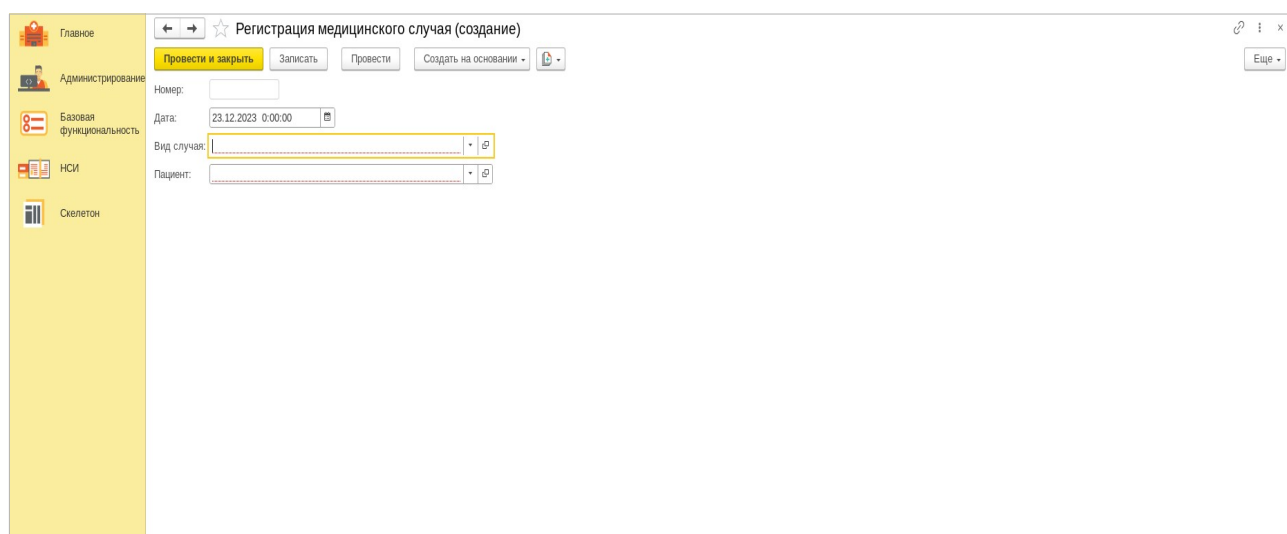 Главное
Администрирование
Базовая
функциональность
НСИ
Скелетон
Регистрация медицинского случая (создание)
Провести и закрыть Записать Провести Создать на основании Еще
Номер:
Дата: 23.12.2023 0:00:00
Вид случая:
Пациент: